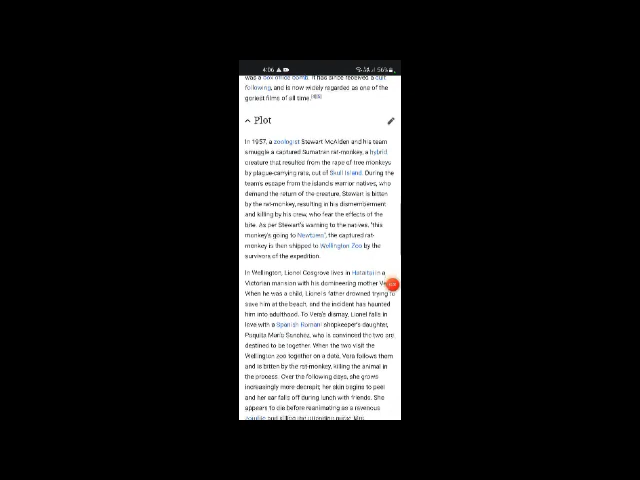 4:06
56%
was a box office bomb. It has since received a cult
following, and is now widely regarded as one of the
goriest films of all time.
Plot
In 1957, a zoologist Stewart McAlden and his team
smuggle a captured Sumatran rat-monkey, a hybrid
creature that resulted from the rape of tree monkeys
by plague-carrying rats, out of Skull Island. During the
team's escape from the island's warrior natives, who
demand the return of the creature, Stewart is bitten
by the rat-monkey, resulting in his dismemberment
and killing by his crew, who fear the effects of the
bite. As per Stewart's warning to the natives, "this
monkey's going to Newtown", the captured rat-
monkey is then shipped to Wellington Zoo by the
survivors of the expedition.
In Wellington, Lionel Cosgrove lives in Hataitai in a
Victorian mansion with his domineering mother
When he was a child, Lionel's father drowned trying to
save him at the beach, and the incident has haunted
him into adulthood. To Vera's dismay, Lionel falls in
love with a Spanish Romani shopkeeper's daughter,
Paquita María Sanchez, who is convinced the two are
destined to be together. When the two visit the
Wellington zoo together on a date, Vera follows them
and is bitten by the rat-monkey, killing the animal in
the process. Over the following days, she grows
increasingly more decrepit; her skin begins to peel
and her ear falls off during lunch with friends. She
appears to die before reanimating as a ravenous
zombie and killing the attending nurse Mrs.